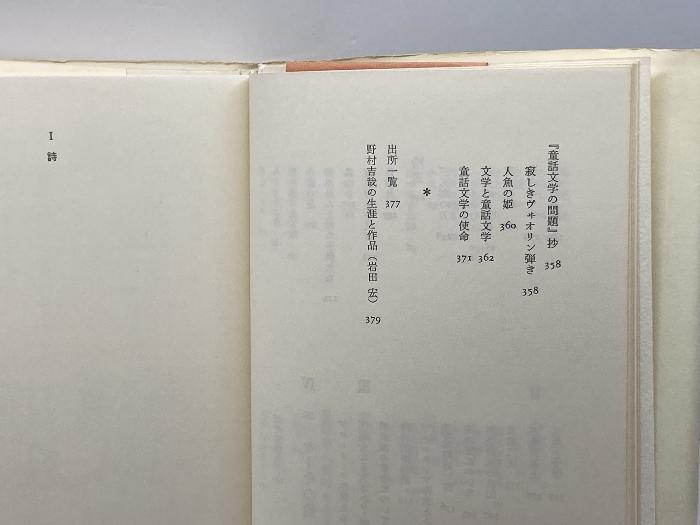 『童話文学の問題』抄 358
寂しきヴィオリン弾き 358
人魚の姫 360
文学と童話文学 362
童話文学の使命 371
*
出所一覧 377
野村吉哉の生涯と作品（岩田 宏） 379
I 詩